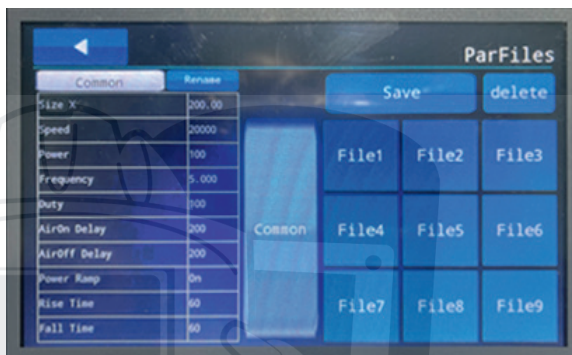 ParFiles
Common Rename
Save delete
Size X 200.00
Speed 20000
Power 100
Frequency 5.000
Duty 100
AirOn Delay 200
AirOff Delay 200
Power Ramp On
Rise Time 60
Fall Time 60
Common
File1 File2 File3
File4 File5 File6
File7 File8 File9